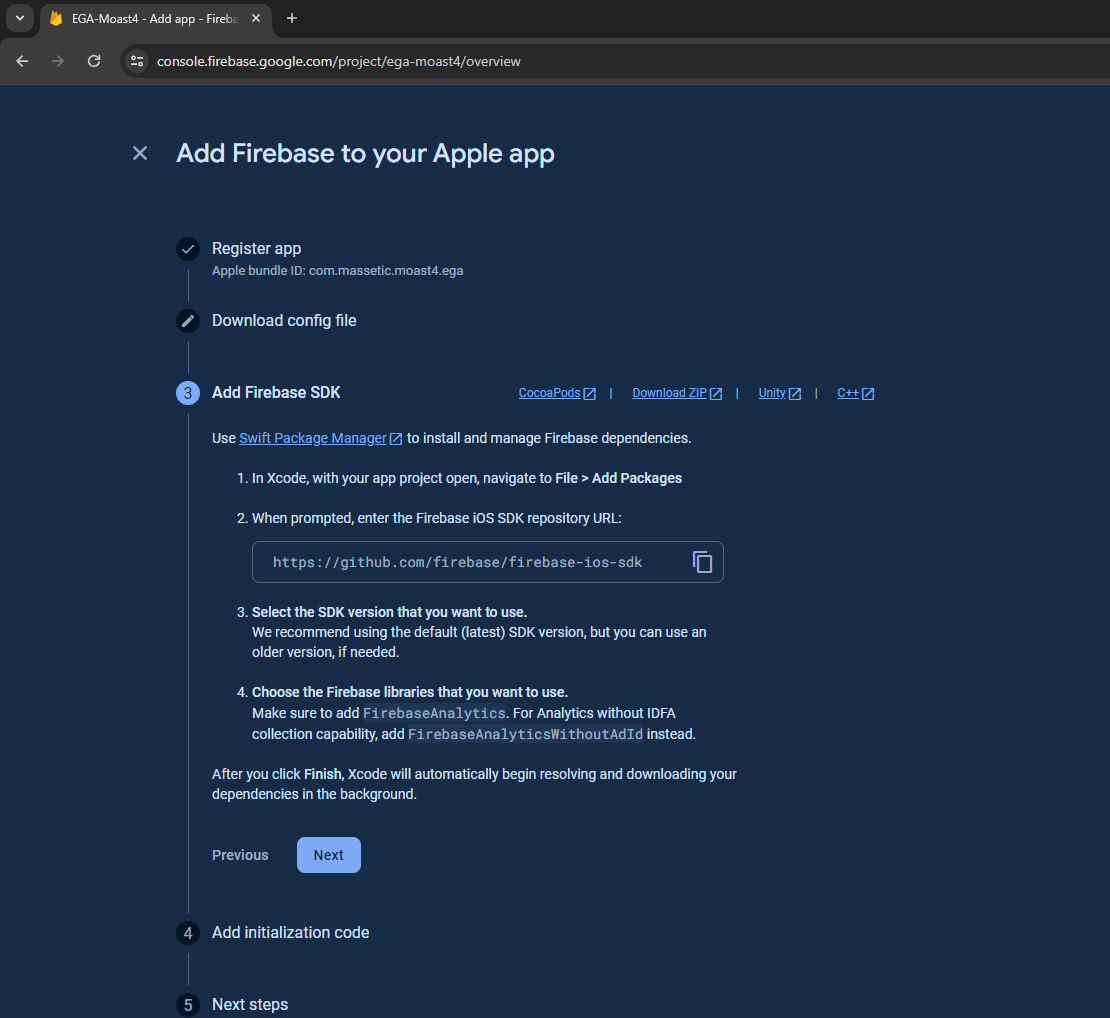 EGA-Moast4 - Add app - Fireba
console.firebase.google.com/project/ega-moast4/overview
Add Firebase to your Apple app
Register app
Apple bundle ID: com.massetic.moast4.ega
Download config file
3 Add Firebase SDK CocoaPods | Download ZIP | Unity | C++
Use Swift Package Manager to install and manage Firebase dependencies.
1. In Xcode, with your app project open, navigate to File > Add Packages
2. When prompted, enter the Firebase iOS SDK repository URL:
https://github.com/firebase/firebase-ios-sdk
3. Select the SDK version that you want to use.
We recommend using the default (latest) SDK version, but you can use an
older version, if needed.
4. Choose the Firebase libraries that you want to use.
Make sure to add FirebaseAnalytics. For Analytics without IDFA
collection capability, add FirebaseAnalyticsWithoutAdId instead.
After you click Finish, Xcode will automatically begin resolving and downloading your
dependencies in the background.
Previous Next
4 Add initialization code
5 Next steps